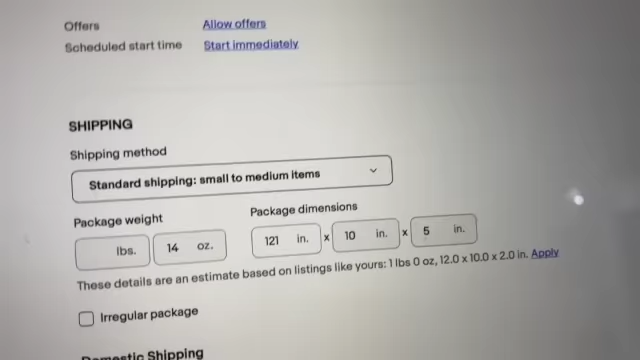 Offers Allow offers
Scheduled start time Start immediately
SHIPPING
Shipping method
Standard shipping: small to medium items
Package weight Package dimensions
lbs. 14 oz. 121 in. x 10 in. x 5 in.
These details are an estimate based on listings like yours: 1 lbs 0 oz, 12.0 x 10.0 x 2.0 in. Apply
Irregular package
Domestic Shipping